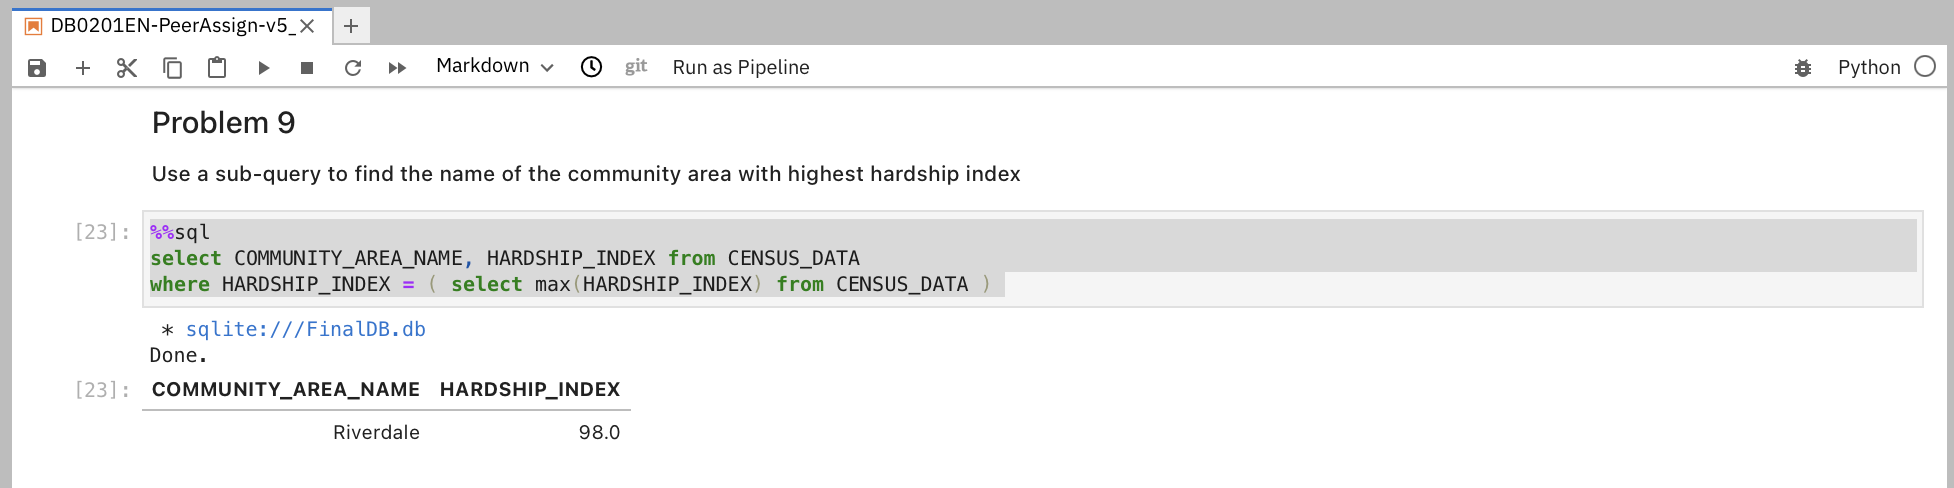 DB0201EN-PeerAssign-v5_
Markdown
git
Run as Pipeline
Python
Problem 9
Use a sub-query to find the name of the community area with highest hardship index
[23]:
%%sql
select COMMUNITY_AREA_NAME, HARDSHIP_INDEX from CENSUS_DATA
where HARDSHIP_INDEX = ( select max(HARDSHIP_INDEX) from CENSUS_DATA )
* sqlite:///FinalDB.db
Done.
[23]: COMMUNITY_AREA_NAME HARDSHIP_INDEX
Riverdale 98.0